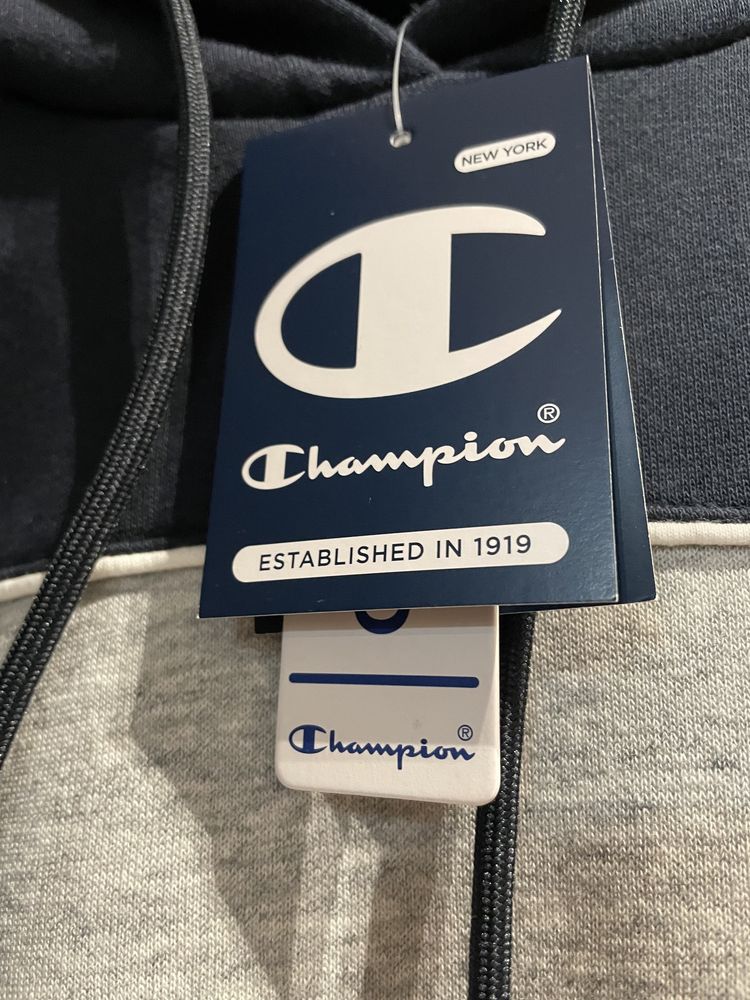 NEW YORK
Champion®
ESTABLISHED IN 1919
Champion®